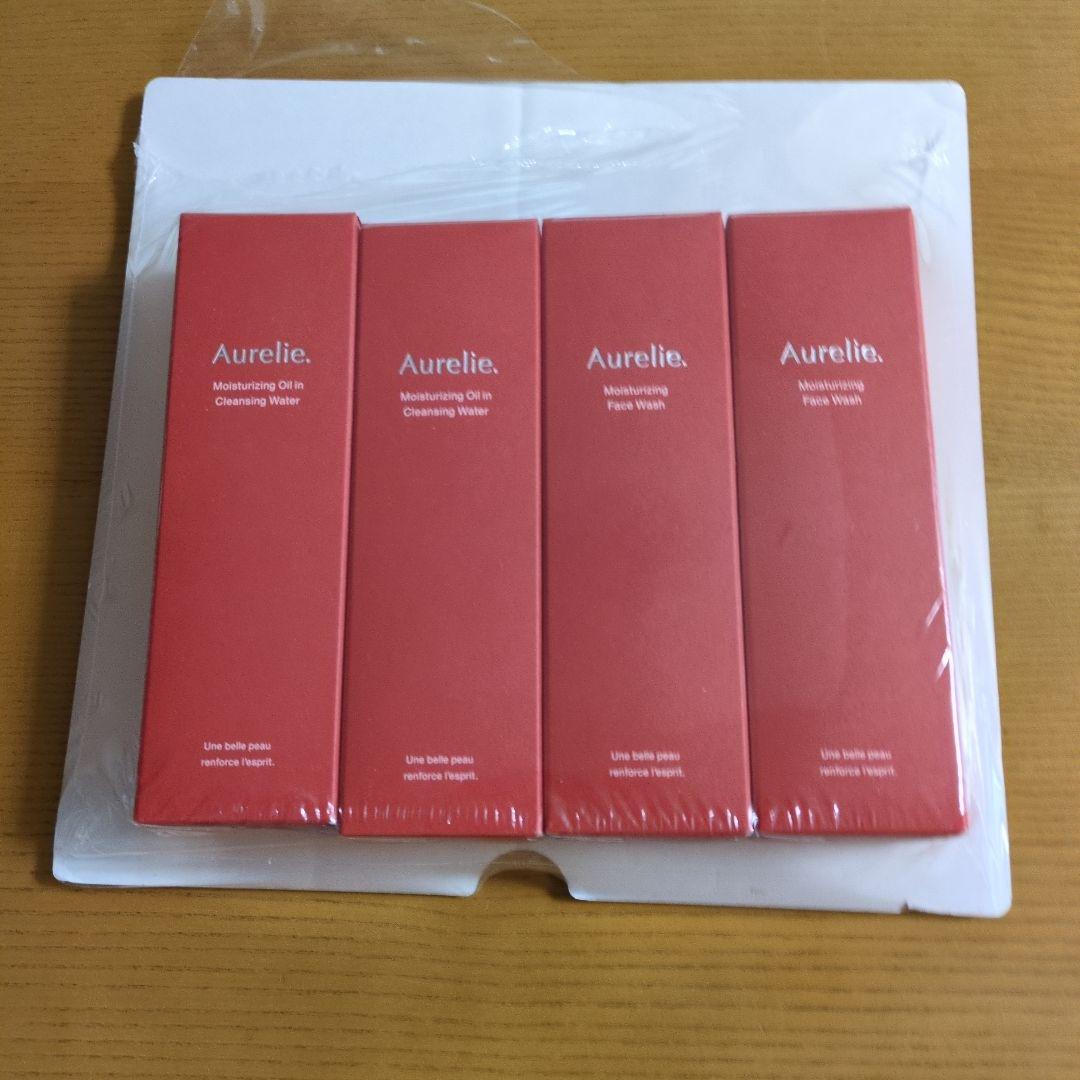 Aurelie.
Moisturizing Oil in
Cleansing Water
Une belle peau
renforce l'esprit.
Aurelie.
Moisturizing Oil in
Cleansing Water
Une belle peau
renforce l'esprit.
Aurelie.
Moisturizing
Face Wash
Une belle peau
renforce l'esprit.
Aurelie.
Moisturizing
Face Wash
Une belle peau
renforce l'esprit.